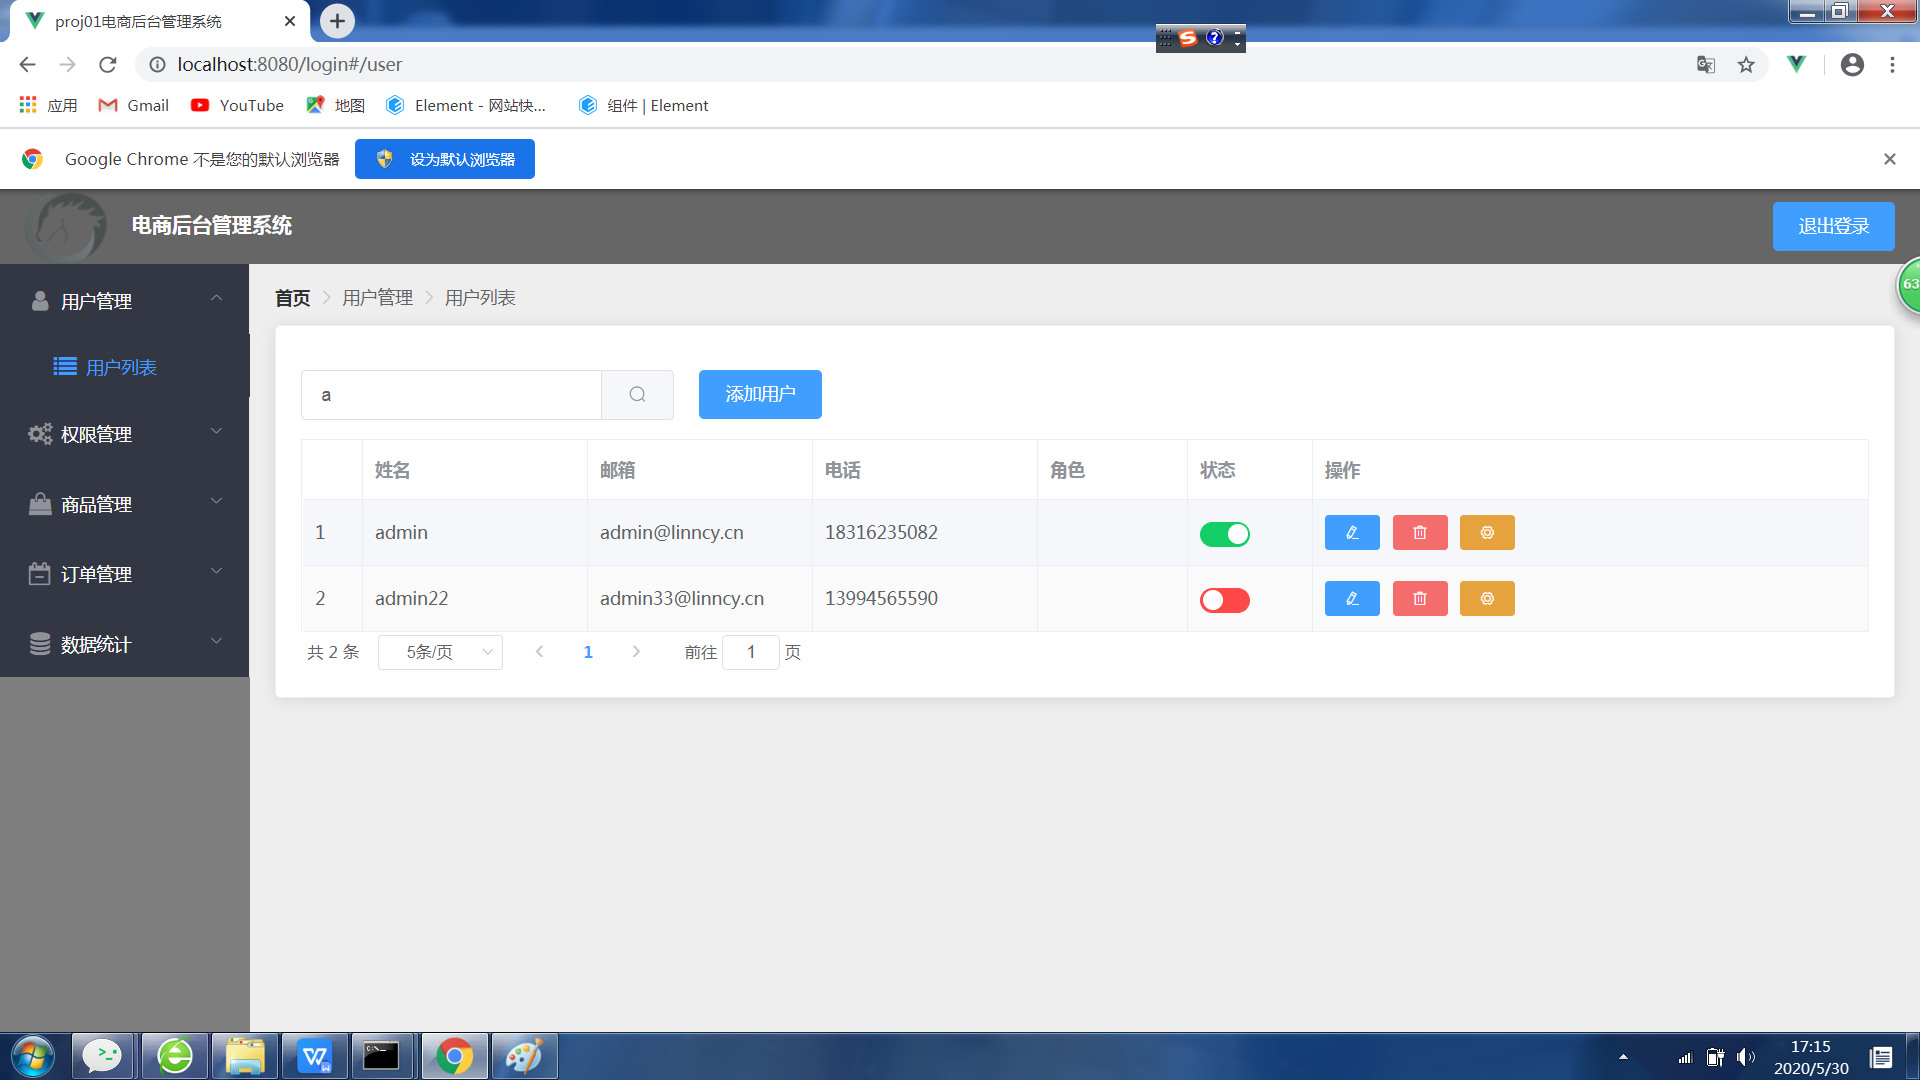 proj01电商后台管理系统
localhost:8080/login#/user
应用 Gmail YouTube 地图 Element - 网站快... 组件 | Element
Google Chrome 不是您的默认浏览器 设为默认浏览器
电商后台管理系统 退出登录
63
用户管理
用户列表
权限管理
商品管理
订单管理
数据统计
首页 用户管理 用户列表
a 添加用户
姓名 邮箱 电话 角色 状态 操作
1 admin admin@linncy.cn 18316235082
2 admin22 admin33@linncy.cn 13994565590
共 2 条 5条/页 1 前往 1 页
17:15
2020/5/30